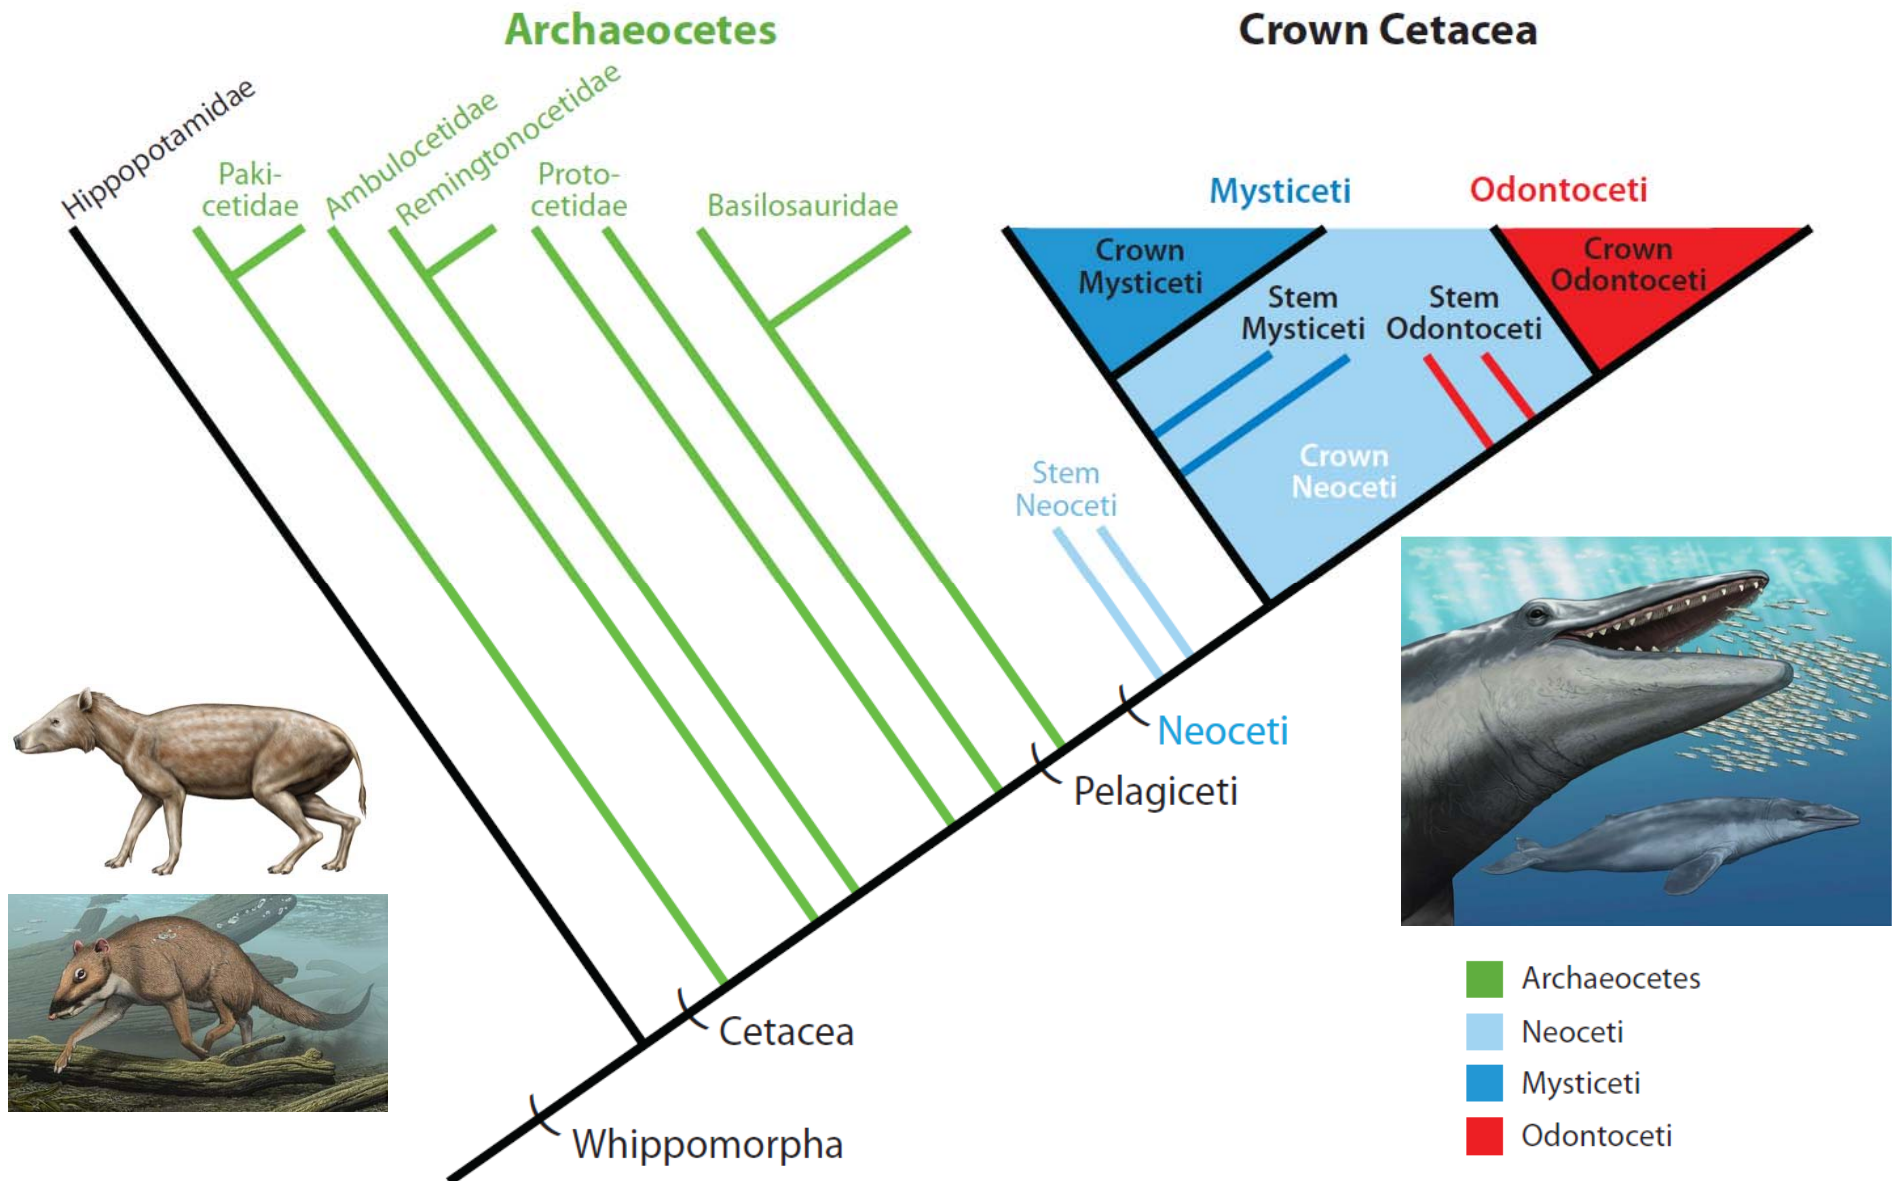 Archaeocetes
Crown Cetacea
Hippopotamidae
Paki-
cetidae
Ambulocetidae
Remingtonocetidae
Proto-
cetidae
Basilosauridae
Mysticeti
Odontoceti
Crown
Mysticeti
Crown
Odontoceti
Stem
Mysticeti
Stem
Odontoceti
Crown
Neoceti
Stem
Neoceti
Neoceti
Pelagiceti
Cetacea
Whippomorpha
Archaeocetes
Neoceti
Mysticeti
Odontoceti